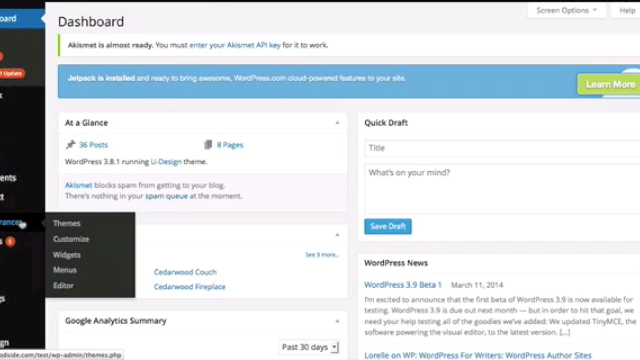 Screen Options
Help
Dashboard
Akismet is almost ready. You must enter your Akismet API key for it to work.
Update
Jetpack is installed and ready to bring awesome, WordPress.com cloud-powered features to your site.
Learn More
At a Glance
36 Posts
8 Pages
WordPress 3.8.1 running U-Design theme.
Akismet blocks spam from getting to your blog.
There's nothing in your spam queue at the moment.
Themes
Customize
Widgets
Menus
Editor
5
See 3 more...
Cedarwood Couch
Cedarwood Fireplace
Google Analytics Summary
Past 30 days
Quick Draft
Title
What's on your mind?
Save Draft
WordPress News
WordPress 3.9 Beta 1 March 11, 2014
I'm excited to announce that the first beta of WordPress 3.9 is now available for
testing. WordPress 3.9 is due out next month — but in order to hit that goal, we
need your help testing all of the goodies we've added: We updated TinyMCE, the
software powering the visual editor, to the latest version. [...]
Lorelle on WP: WordPress For Writers: WordPress Author Sites
odside.com/test/wp-admin/themes.php